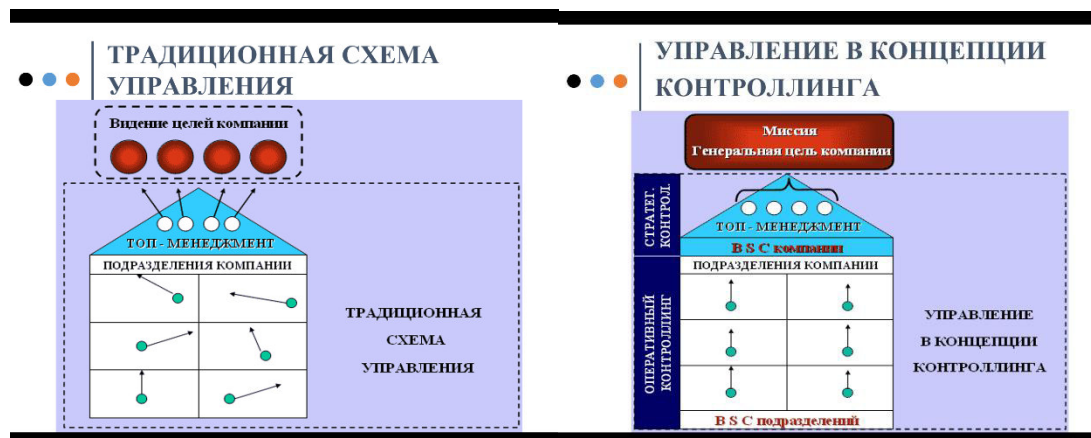 ТРАДИЦИОННАЯ СХЕМА
УПРАВЛЕНИЯ
Видение целей компании
ТОП - МЕНЕДЖМЕНТ
ПОДРАЗДЕЛЕНИЯ КОМПАНИИ
ТРАДИЦИОННАЯ
СХЕМА
УПРАВЛЕНИЯ
УПРАВЛЕНИЕ В КОНЦЕПЦИИ
КОНТРОЛЛИНГА
Миссия
Генеральная цель компании
СТРАТЕГ.
КОНТРОЛ.
ТОП - МЕНЕДЖМЕНТ
B S C компании
ПОДРАЗДЕЛЕНИЯ КОМПАНИИ
ОПЕРАТИВНЫЙ
КОНТРОЛЛИНГ
B S C подразделений
УПРАВЛЕНИЕ
В КОНЦЕПЦИИ
КОНТРОЛЛИНГА